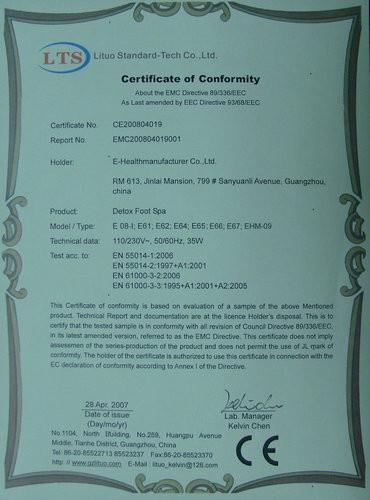 LTS Lituo Standard-Tech Co.,Ltd.
Certificate of Conformity
About the EMC Directive 89/336/EEC
As Last amended by EEC Directive 93/68/EEC
Certificate No. CE200804019
Report No. EMC200804019001
Holder: E-Healthmanufacturer Co.,Ltd.
RM 613, Jinlai Mansion, 799 # Sanyuanli Avenue, Guangzhou,
china
Product: Detox Foot Spa
Model / Type: E 08-I; E61; E62; E64; E65; E66; E67; EHM-09
Technical data: 110/230V~, 50/60Hz, 35W
Test acc. to: EN 55014-1:2006
EN 55014-2:1997+A1:2001
EN 61000-3-2:2006
EN 61000-3-3:1995+A1:2001+A2:2005
This Certificate of conformity is based on evaluation of a sample of the above Mentioned
product. Technical Report and documentation are at the licence Holder's disposal. This is to
certify that the tested sample is in conformity with all revision of Council Directive 89/336/EEC,
in its latest amended version, referred to as the EMC Directive. This certificate does not imply
assessmen of the series-production of the product and does not permit the use of JL mark of
conformity. The holder of the certificate is authorized to use this certificate in connection with the
EC declaration of conformity according to Annex I of the Directive.
28 Apr. 2007
Date of issue
(Day/mo/yr)
Lab. Manager
Kelvin Chen
No.1104, North Building, No.259, Huangpu Avenue
Middle, Tianhe District, Guangzhou, China
Tel: 86-20-85522713 85523237 Fax:86-20-85523370
http:// www.gzlituo.com E-Mail: lituo_kelvin@126.com
CE